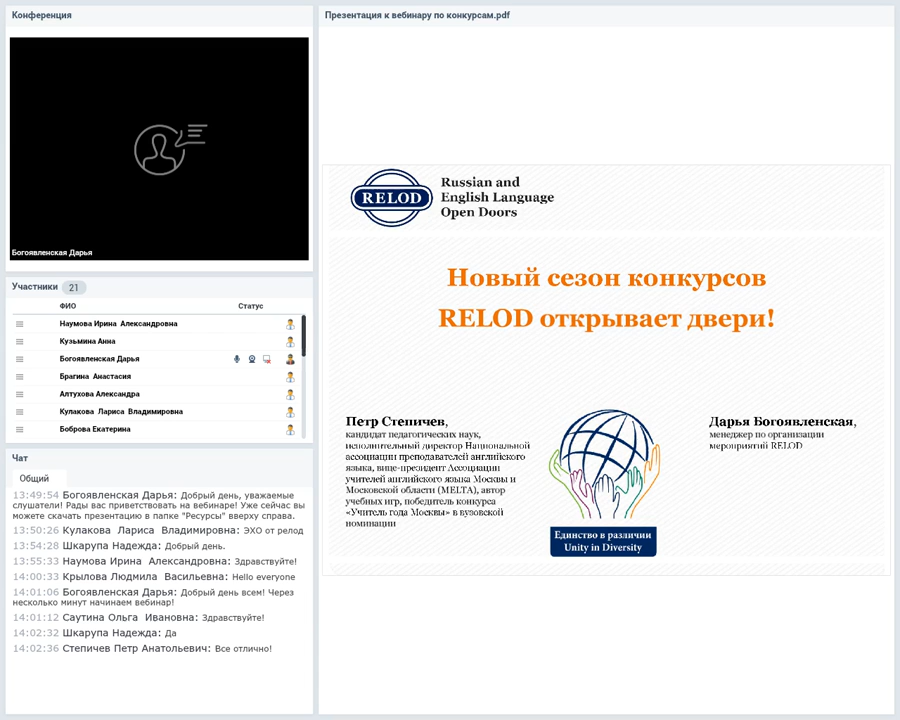 Конференция
Богоявленская Дарья
Участники 21
ФИО Статус
Наумова Ирина Александровна
Кузьмина Анна
Богоявленская Дарья
Брагина Анастасия
Алтухова Александра
Кулакова Лариса Владимировна
Боброва Екатерина
Чат
Общий
13:49:54 Богоявленская Дарья: Добрый день, уважаемые
слушатели! Рады вас приветствовать на вебинаре! Уже сейчас вы
можете скачать презентацию в папке "Ресурсы" вверху справа.
13:50:26 Кулакова Лариса Владимировна: ЭХО от релод
13:54:28 Шкарупа Надежда: Добрый день.
13:55:33 Наумова Ирина Александровна: Здравствуйте!
14:00:33 Крылова Людмила Васильевна: Hello everyone
14:01:06 Богоявленская Дарья: Добрый день всем! Через
несколько минут начинаем вебинар!
14:01:12 Саутина Ольга Ивановна: Здравствуйте!
14:02:32 Шкарупа Надежда: Да
14:02:36 Степичев Петр Анатольевич: Все отлично!
Презентация к вебинару по конкурсам.pdf
RELOD
Russian and
English Language
Open Doors
Новый сезон конкурсов
RELOD открывает двери!
Петр Степичев,
кандидат педагогических наук,
исполнительный директор Национальной
ассоциации преподавателей английского
языка, вице-президент Ассоциации
учителей английского языка Москвы и
Московской области (MELTA), автор
учебных игр, победитель конкурса
«Учитель года Москвы» в вузовской
номинации
Единство в различии
Unity in Diversity
Дарья Богоявленская,
менеджер по организации
мероприятий RELOD